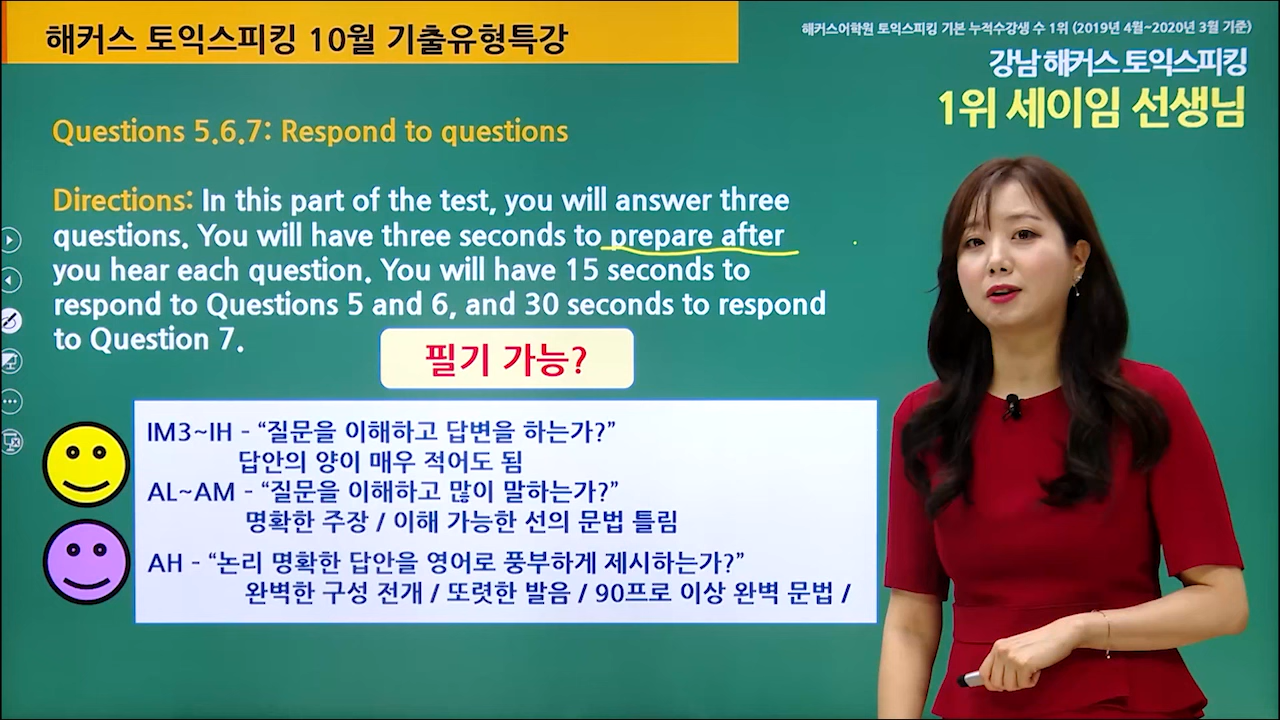 해커스 토익스피킹 10월 기출유형특강
해커스어학원 토익스피킹 기본 누적수강생 수 1위 (2019년 4월~2020년 3월 기준)
강남 해커스 토익스피킹
1위 세이임 선생님
Questions 5.6.7: Respond to questions
Directions: In this part of the test, you will answer three
questions. You will have three seconds to prepare after
you hear each question. You will have 15 seconds to
respond to Questions 5 and 6, and 30 seconds to respond
to Question 7.
필기 가능?
IM3~IH - “질문을 이해하고 답변을 하는가?”
답안의 양이 매우 적어도 됨
AL~AM - “질문을 이해하고 많이 말하는가?”
명확한 주장 / 이해 가능한 선의 문법 틀림
AH - “논리 명확한 답안을 영어로 풍부하게 제시하는가?”
완벽한 구성 전개 / 또렷한 발음 / 90프로 이상 완벽 문법 /